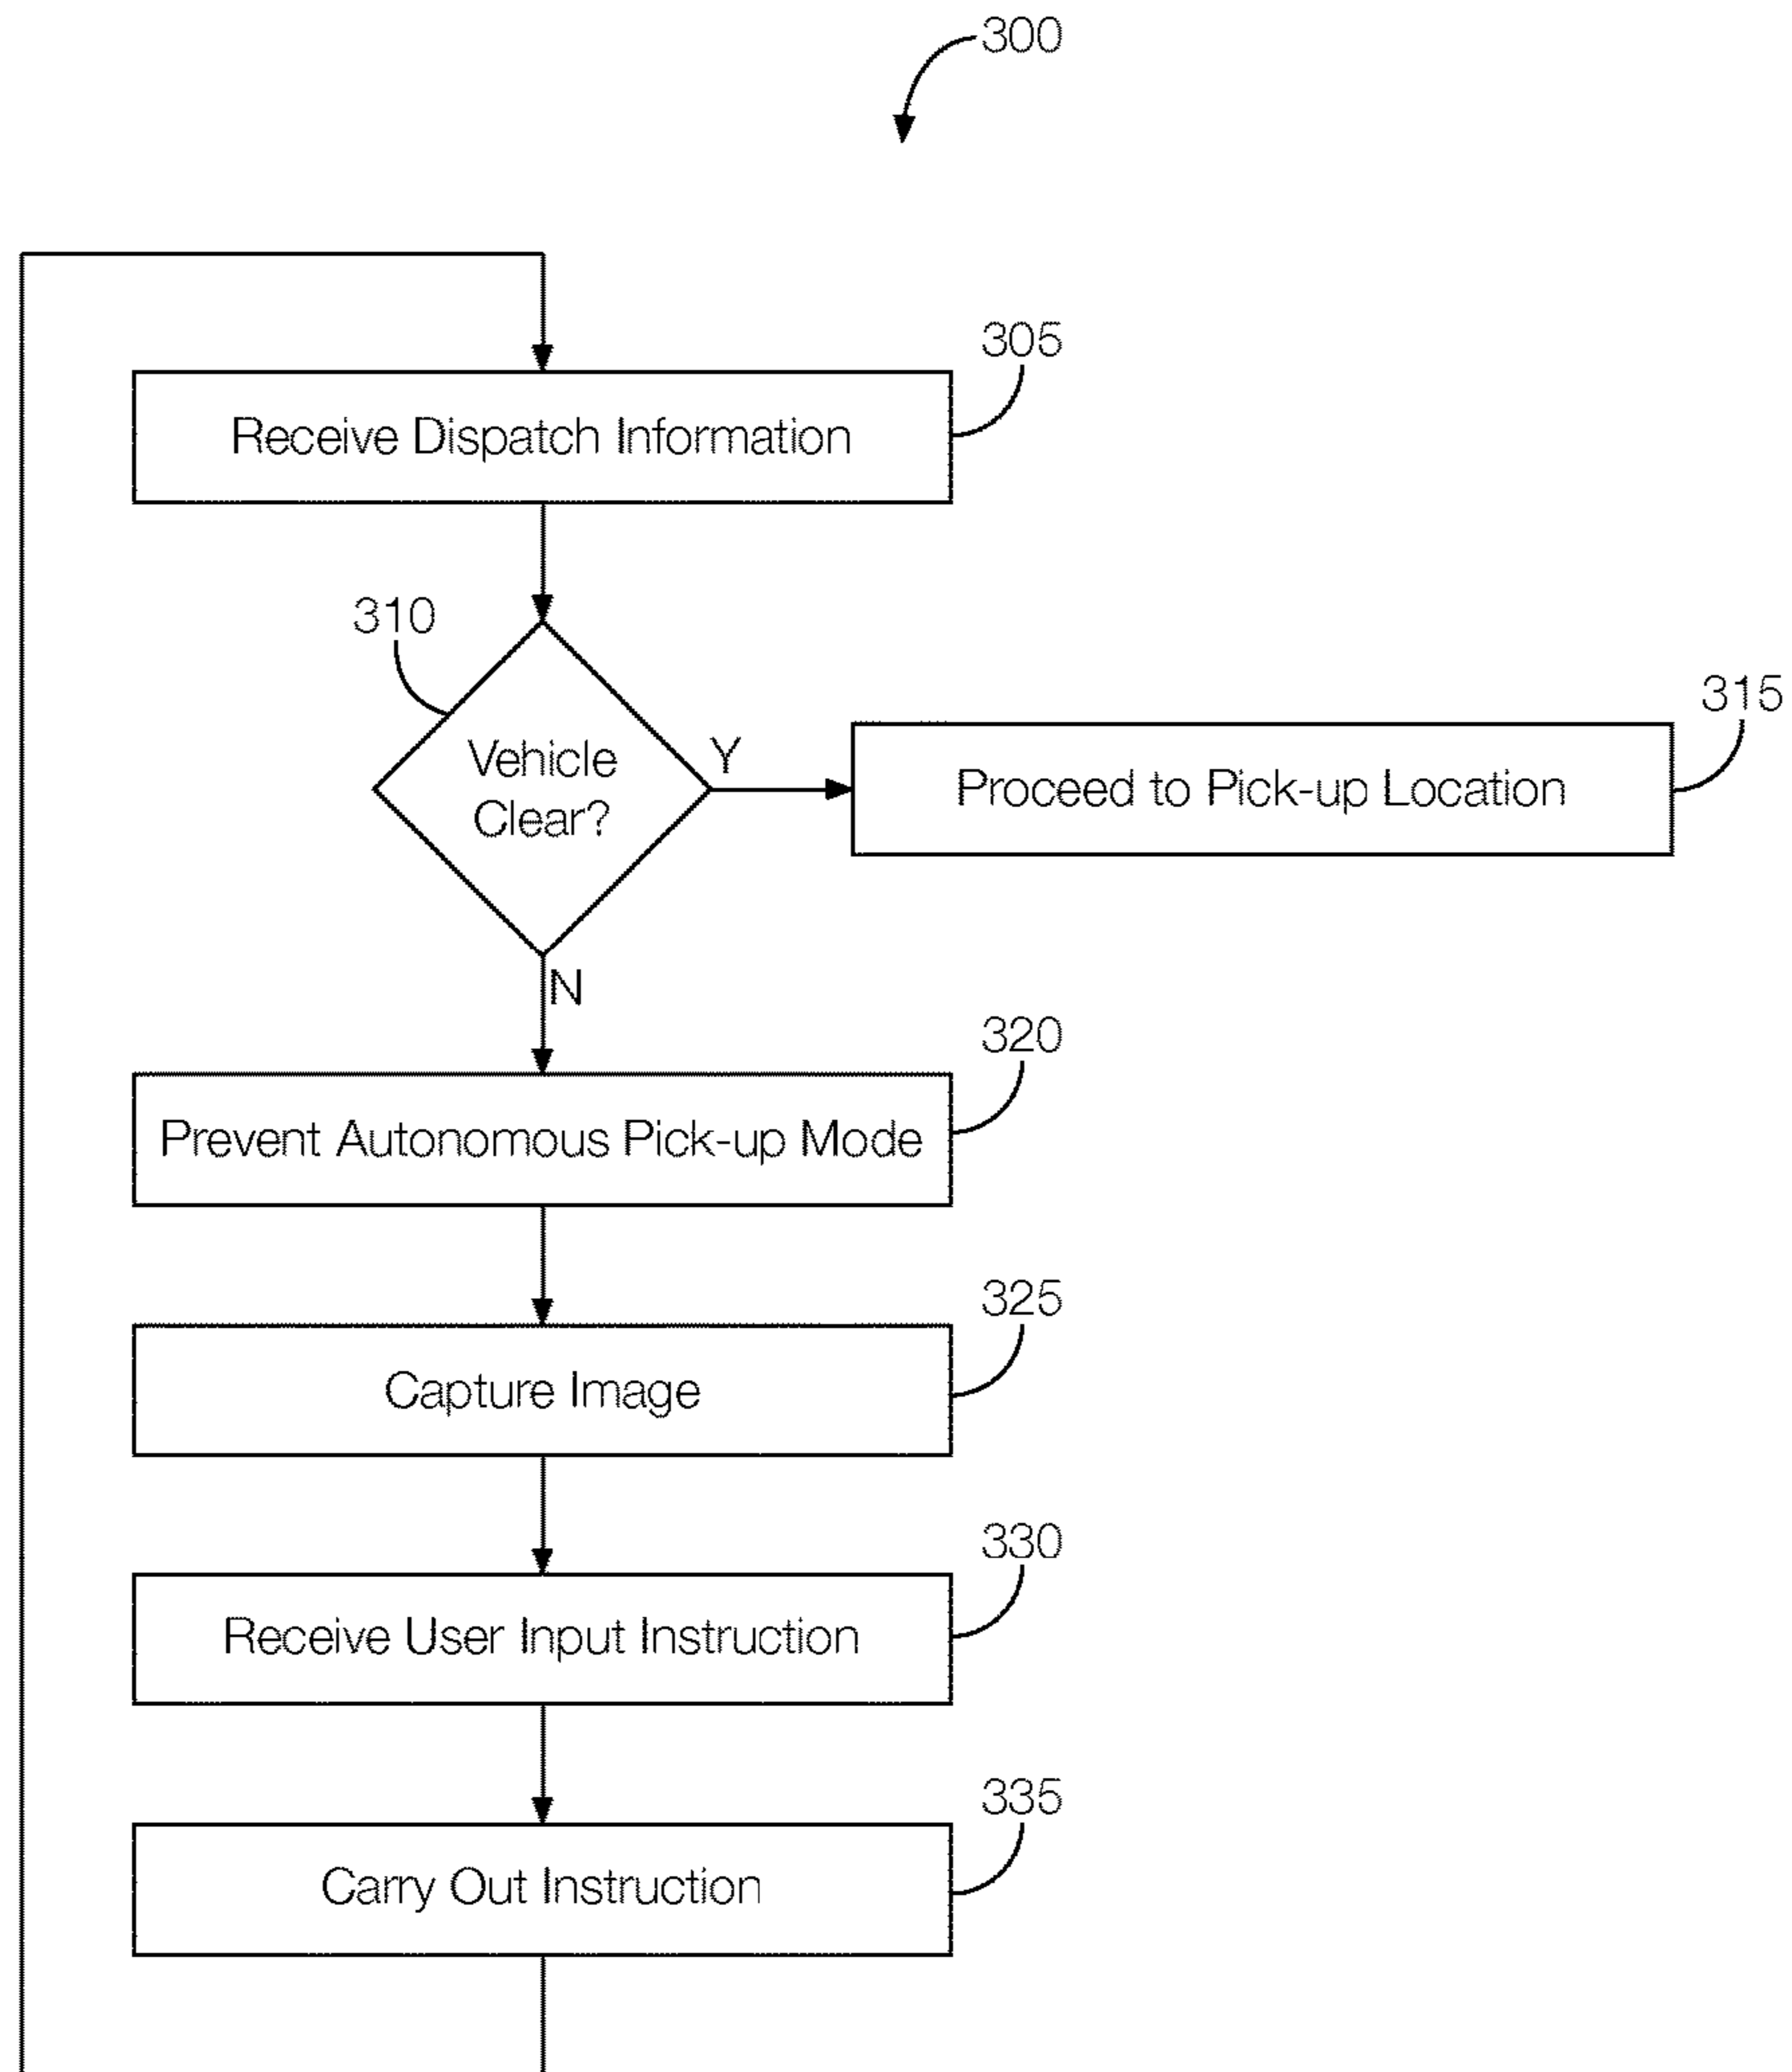 300
305
Receive Dispatch Information
310
Vehicle
Clear?
Y
315
Proceed to Pick-up Location
N
320
Prevent Autonomous Pick-up Mode
325
Capture Image
330
Receive User Input Instruction
335
Carry Out Instruction